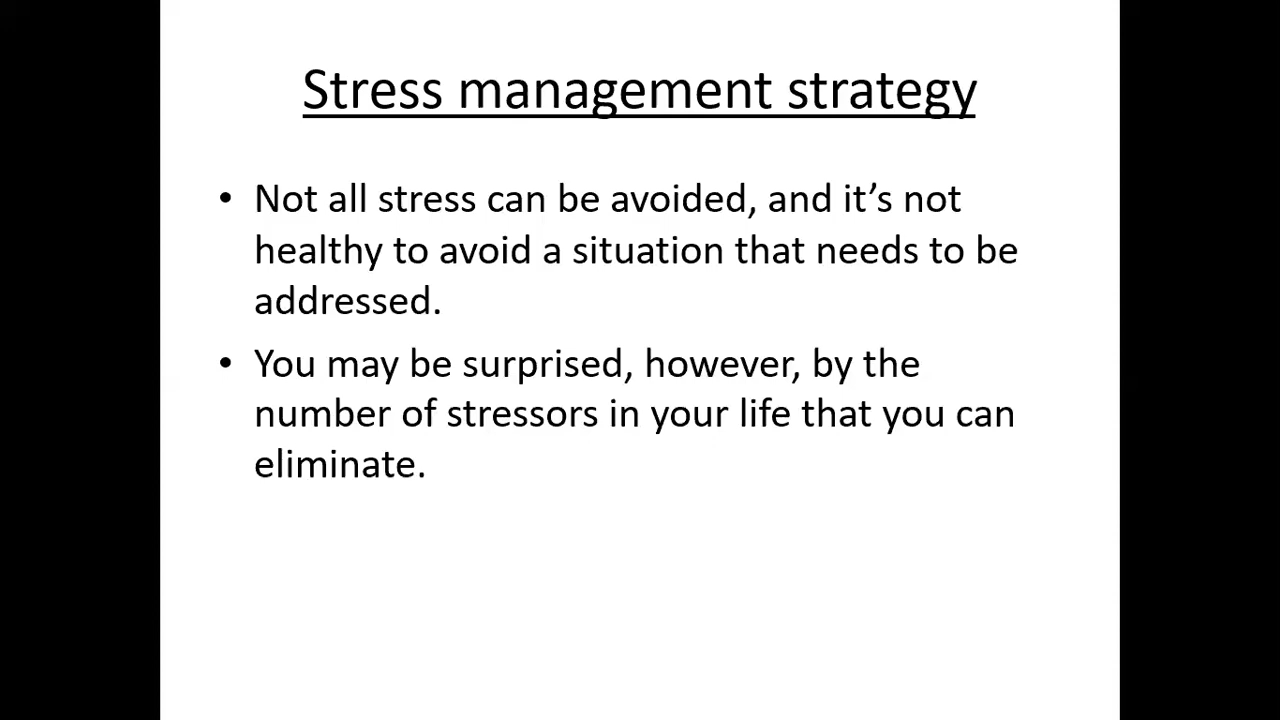 Stress management strategy
• Not all stress can be avoided, and it’s not
healthy to avoid a situation that needs to be
addressed.
• You may be surprised, however, by the
number of stressors in your life that you can
eliminate.